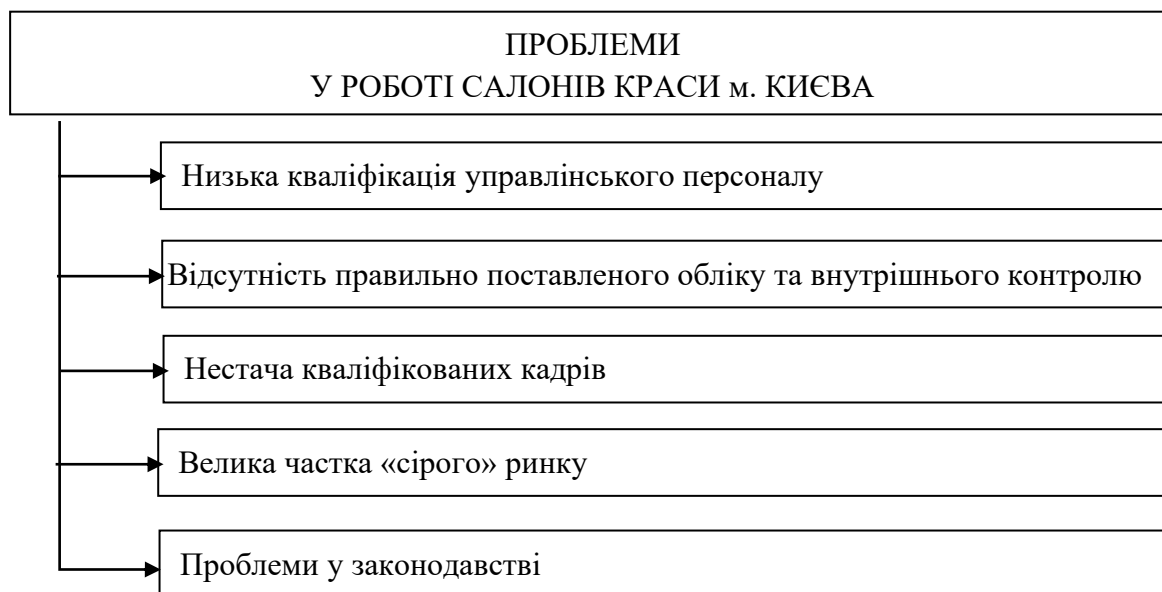 ПРОБЛЕМИ
У РОБОТІ САЛОНІВ КРАСИ м. КИЄВА
Низька кваліфікація управлінського персоналу
Відсутність правильно поставленого обліку та внутрішнього контролю
Нестача кваліфікованих кадрів
Велика частка «сірого» ринку
Проблеми у законодавстві